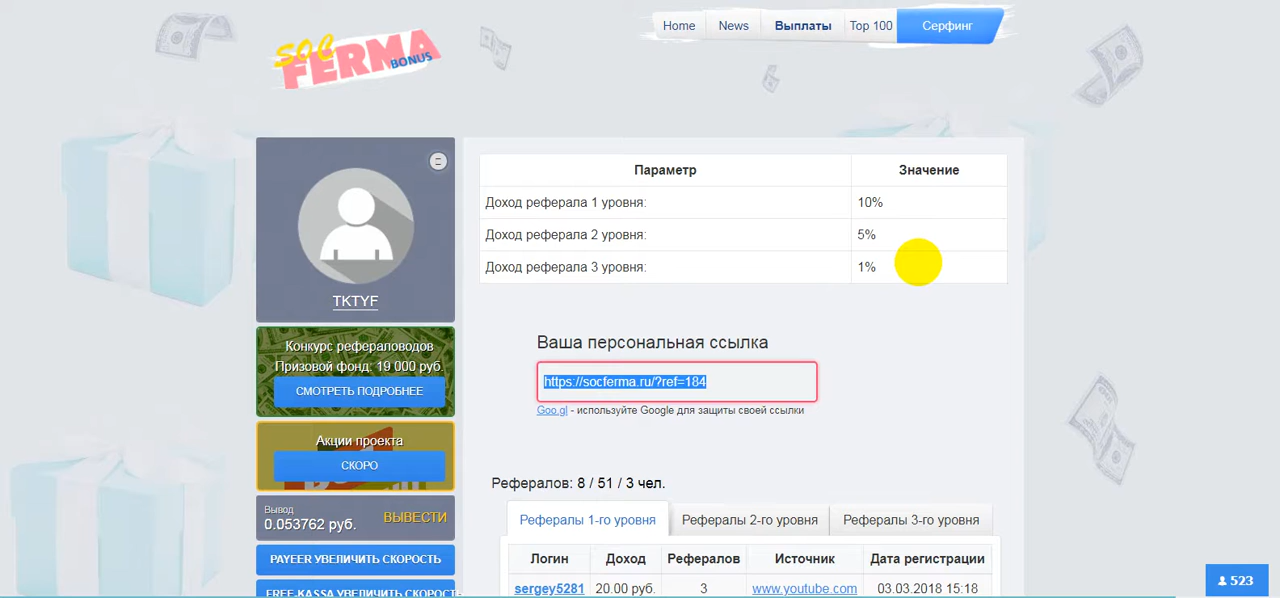 SOC
FERMA
BONUS
Home
News
Выплаты
Top 100
Серфинг
TKTYF
Конкурс рефераловодов
Призовой фонд: 19 000 руб.
СМОТРЕТЬ ПОДРОБНЕЕ
Акции проекта
СКОРО
Вывод
0.053762 руб.
ВЫВЕСТИ
PAYEER УВЕЛИЧИТЬ СКОРОСТЬ
FREE-KASSA УВЕЛИЧИТЬ СКОРОСТ
Параметр Значение
Доход реферала 1 уровня: 10%
Доход реферала 2 уровня: 5%
Доход реферала 3 уровня: 1%
Ваша персональная ссылка
https://socferma.ru/?ref=184
Goo.gl - используйте Google для защиты своей ссылки
Рефералов: 8 / 51 / 3 чел.
Рефералы 1-го уровня Рефералы 2-го уровня Рефералы 3-го уровня
Логин Доход Рефералов Источник Дата регистрации
sergey5281 20.00 руб. 3 www.youtube.com 03.03.2018 15:18
523